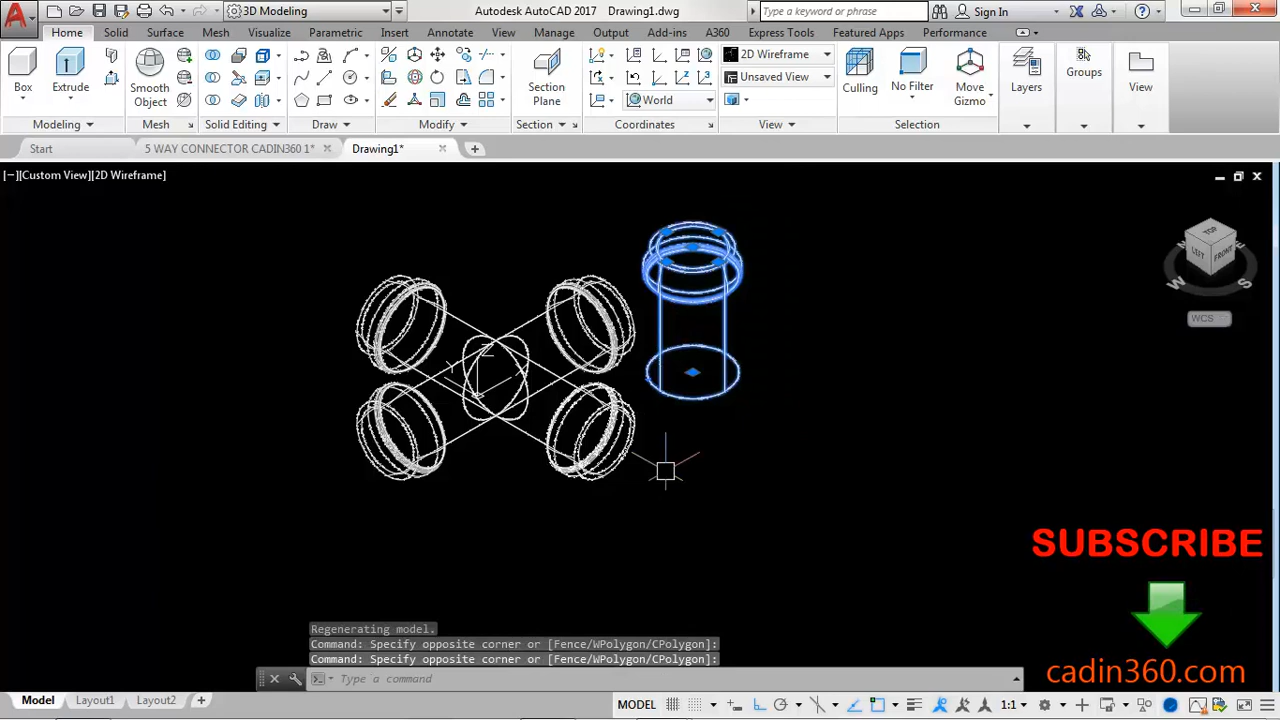 3D Modeling
Autodesk AutoCAD 2017 Drawing1.dwg
Type a keyword or phrase
Sign In
Home Solid Surface Mesh Visualize Parametric Insert Annotate View Manage Output Add-ins A360 Express Tools Featured Apps Performance
Box
Extrude
Smooth Object
Section Plane
2D Wireframe
Unsaved View
World
Culling
No Filter
Move Gizmo
Layers
Groups
View
Modeling
Mesh
Solid Editing
Draw
Modify
Section
Coordinates
View
Selection
Start
5 WAY CONNECTOR CADIN360 1*
Drawing1*
[−][Custom View][2D Wireframe]
TOP
LEFT
FRONT
W
S
WCS
Y
SUBSCRIBE
Regenerating model.
Command: Specify opposite corner or [Fence/WPolygon/CPolygon]:
Command: Specify opposite corner or [Fence/WPolygon/CPolygon]:
Type a command
cadin360.com
Model
Layout1
Layout2
MODEL
1:1